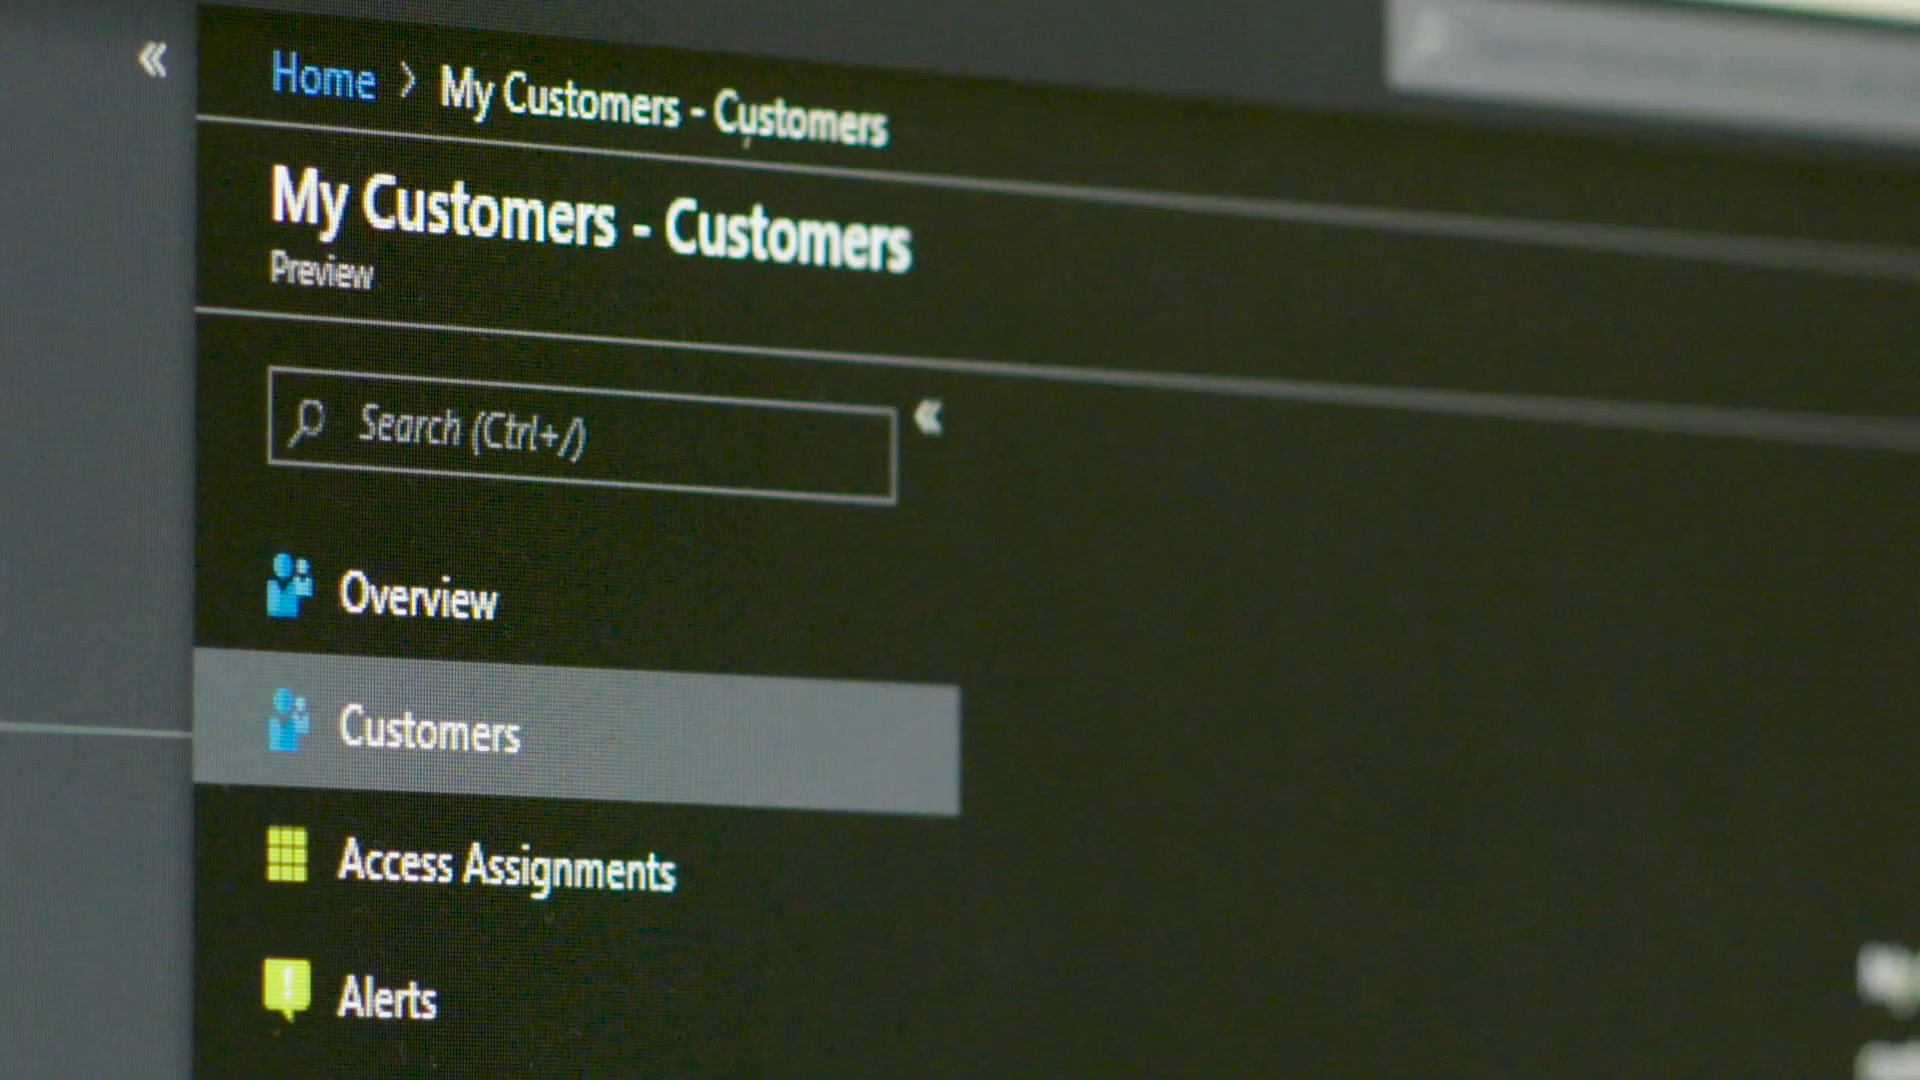 Home > My Customers - Customers
My Customers - Customers
Preview
Search (Ctrl+/)
Overview
Customers
Access Assignments
Alerts